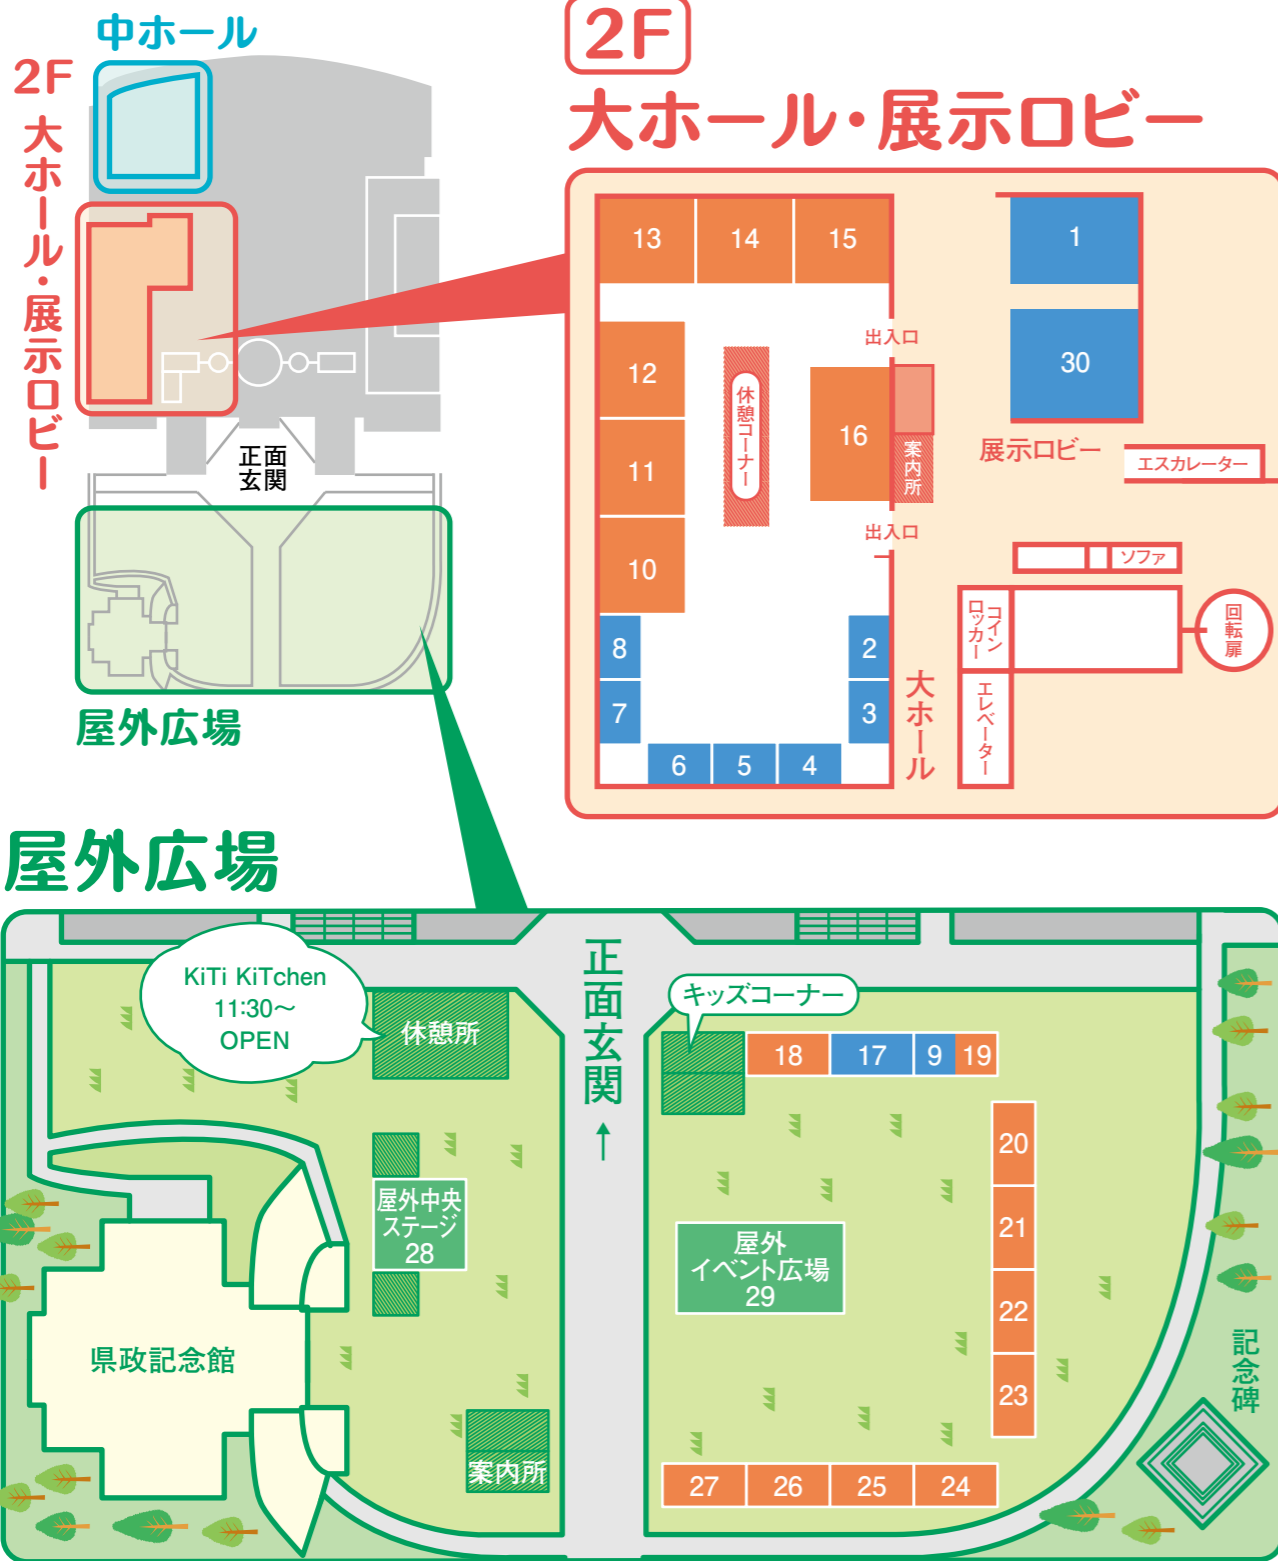 中ホール
2F
大ホール・展示ロビー
正面
玄関
屋外広場
2F
大ホール・展示ロビー
13
14
15
1
出入口
12
休憩コーナー
30
16
11
案内所
展示ロビー
エスカレーター
出入口
10
ソファ
コイン
ロッカー
回転扉
8
2
7
3
大ホール
エレベーター
6
5
4
屋外広場
KiTi KiTchen
11:30～
OPEN
休憩所
正面玄関
↑
キッズコーナー
18
17
9
19
20
屋外中央
ステージ
28
21
屋外
イベント広場
29
22
県政記念館
23
記念碑
案内所
27
26
25
24